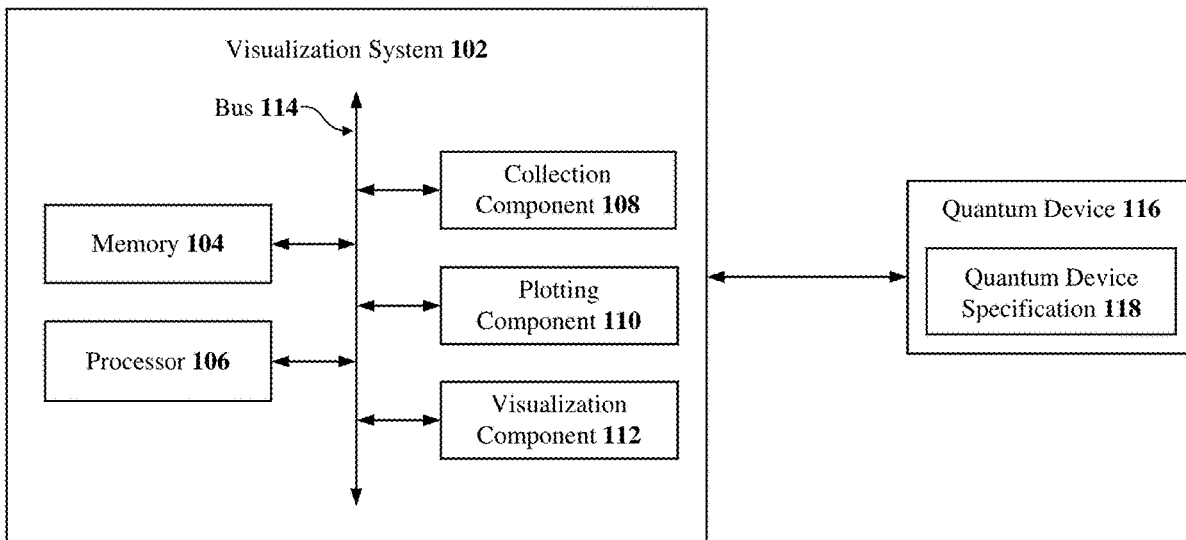 Visualization System 102
Bus 114
Collection
Component 108
Memory 104
Plotting
Component 110
Processor 106
Visualization
Component 112
Quantum Device 116
Quantum Device
Specification 118